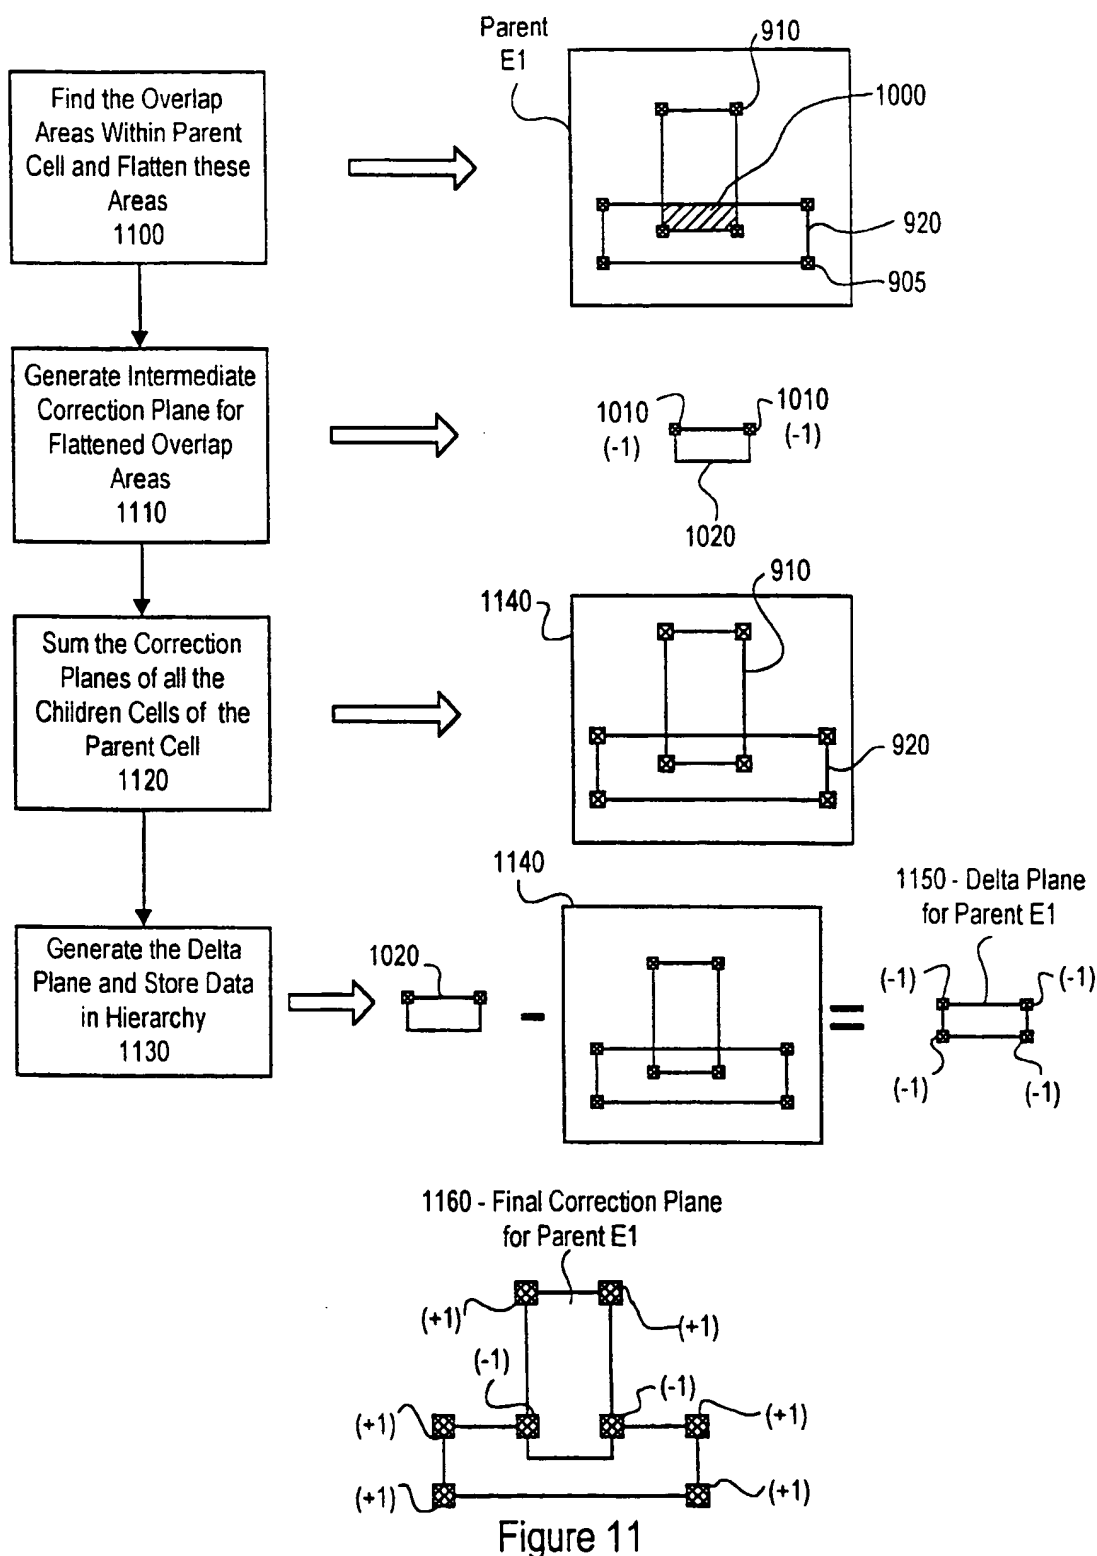 Parent
E1
910
1000
920
905
Find the Overlap
Areas Within Parent
Cell and Flatten these
Areas
1100
Generate Intermediate
Correction Plane for
Flattened Overlap
Areas
1110
1010
(-1)
1010
(-1)
1020
Sum the Correction
Planes of all the
Children Cells of the
Parent Cell
1120
1140
910
920
Generate the Delta
Plane and Store Data
in Hierarchy
1130
1020
-
1140
=
1150 - Delta Plane
for Parent E1
(-1)
(-1)
(-1)
(-1)
1160 - Final Correction Plane
for Parent E1
(+1)
(+1)
(-1)
(-1)
(+1)
(+1)
(+1)
(+1)
Figure 11